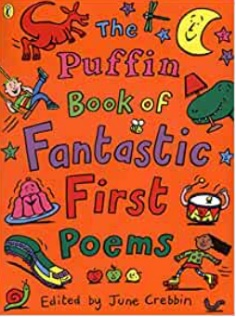 The
Puffin
Book of
Fantastic
First
Poems
Edited by June Crebbin